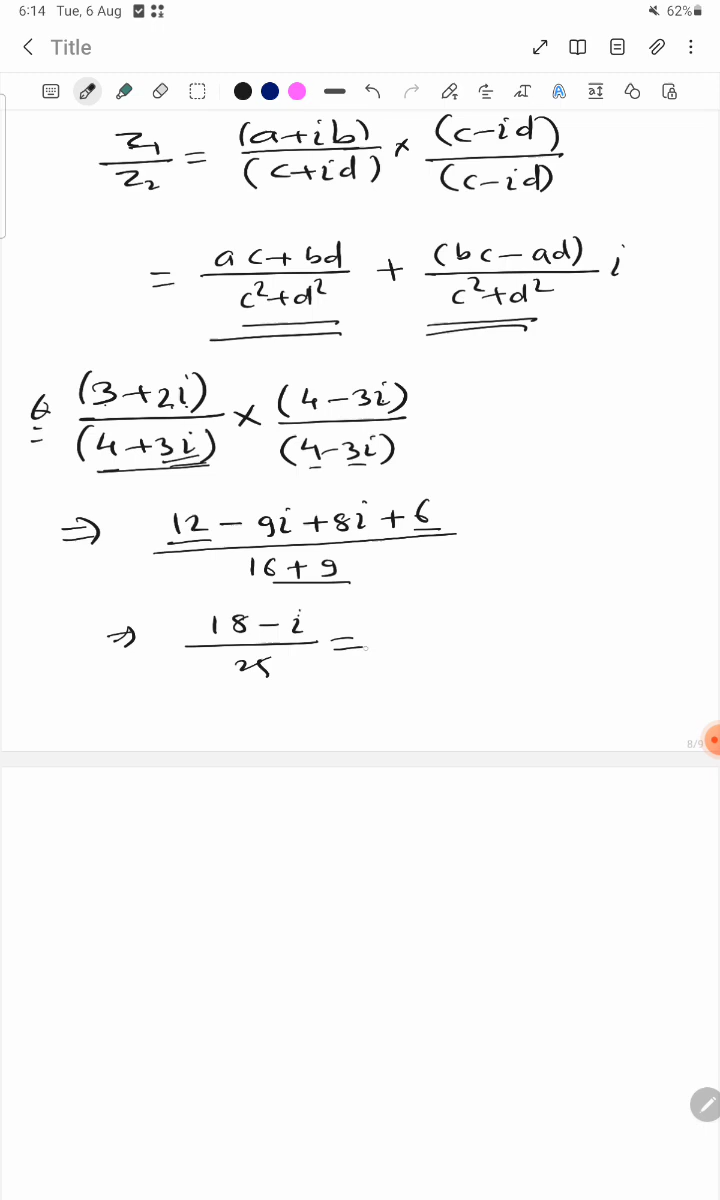 6:14 Tue, 6 Aug 62%
Title
z₁/z₂ = (a+ib)/(c+id) × (c-id)/(c-id)
= ac+bd/c²+d² + (bc-ad)/c²+d² i
(3+2i)/(4+3i) × (4-3i)/(4-3i)
⇒ 12-9i+8i+6/16+9
⇒ 18-i/25 =
8/9